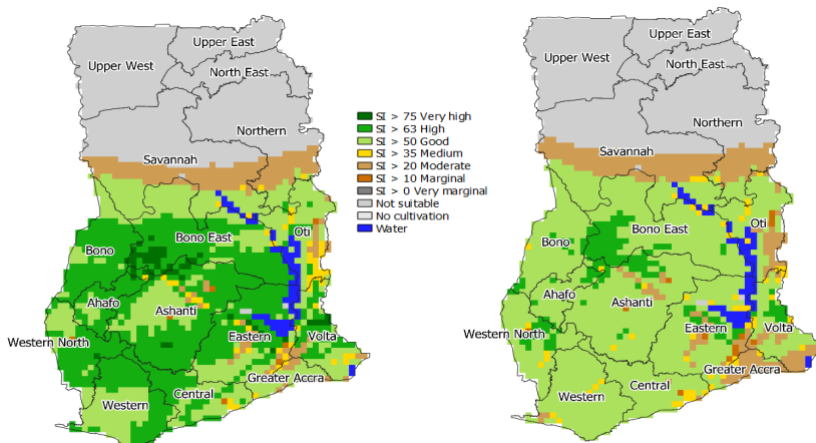 Upper East
Upper West
North East
Northern
Savannah
Oti
Bono East
Bono
Ahafo
Ashanti
Western North
Eastern
Volta
Greater Accra
Central
Western
SI > 75 Very high
SI > 63 High
SI > 50 Good
SI > 35 Medium
SI > 20 Moderate
SI > 10 Marginal
SI > 0 Very marginal
Not suitable
No cultivation
Water
Upper East
Upper West
North East
Northern
Savannah
Oti
Bono East
Bono
Ahafo
Ashanti
Western North
Eastern
Volta
Greater Accra
Central
Western